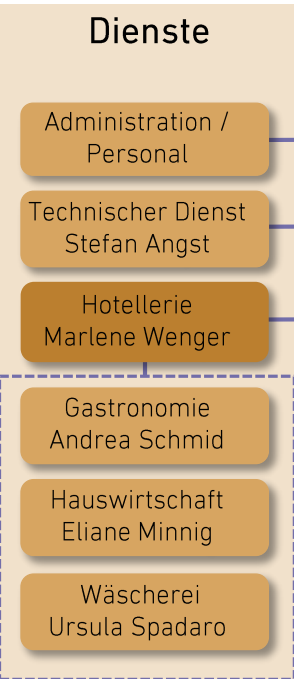 Dienste
Administration /
Personal
Technischer Dienst
Stefan Angst
Hotellerie
Marlene Wenger
Gastronomie
Andrea Schmid
Hauswirtschaft
Eliane Minnig
Wäscherei
Ursula Spadaro